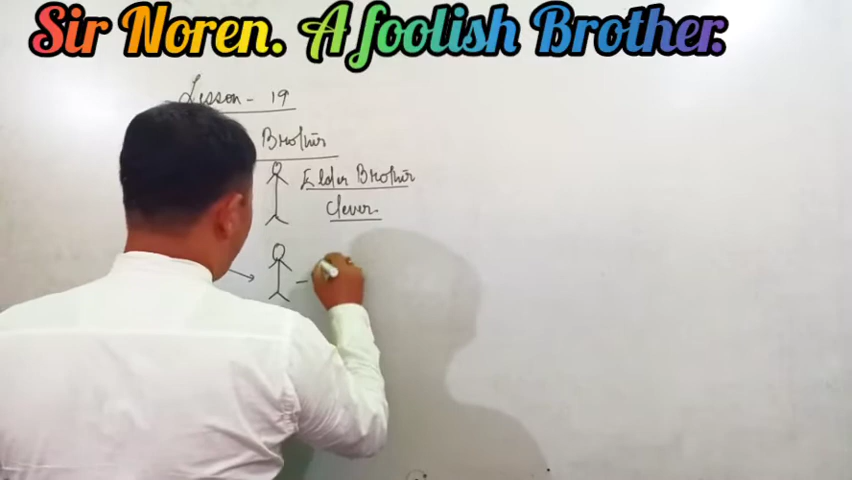 Sir Noren. A foolish Brother.
Lesson - 19
Brother
Elder Brother
Clever.